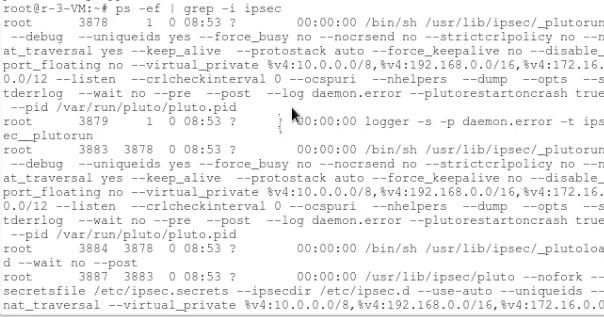 root@r-3-VM:~# ps -ef | grep -i ipsec
root      3878     1  0 08:53 ?        00:00:00 /bin/sh /usr/lib/ipsec/_plutorun
 --debug  --uniqueids yes --force_busy no --nocrsend no --strictcrlpolicy no --n
at_traversal yes --keep_alive  --protostack auto --force_keepalive no --disable_
port_floating no --virtual_private %v4:10.0.0.0/8,%v4:192.168.0.0/16,%v4:172.16.
0.0/12 --listen  --crlcheckinterval 0 --ocspuri  --nhelpers  --dump  --opts  --s
tderrlog  --wait no --pre  --post  --log daemon.error --plutorestartoncrash true
 --pid /var/run/pluto/pluto.pid
root      3879     1  0 08:53 ?        00:00:00 logger -s -p daemon.error -t ips
ec__plutorun
root      3883  3878  0 08:53 ?        00:00:00 /bin/sh /usr/lib/ipsec/_plutorun
 --debug  --uniqueids yes --force_busy no --nocrsend no --strictcrlpolicy no --n
at_traversal yes --keep_alive  --protostack auto --force_keepalive no --disable_
port_floating no --virtual_private %v4:10.0.0.0/8,%v4:192.168.0.0/16,%v4:172.16.
0.0/12 --listen  --crlcheckinterval 0 --ocspuri  --nhelpers  --dump  --opts  --s
tderrlog  --wait no --pre  --post  --log daemon.error --plutorestartoncrash true
 --pid /var/run/pluto/pluto.pid
root      3884  3878  0 08:53 ?        00:00:00 /bin/sh /usr/lib/ipsec/_plutoloa
d --wait no --post
root      3887  3883  0 08:53 ?        00:00:00 /usr/lib/ipsec/pluto --nofork --
secretsfile /etc/ipsec.secrets --ipsecdir /etc/ipsec.d --use-auto --uniqueids --
nat_traversal --virtual_private %v4:10.0.0.0/8,%v4:192.168.0.0/16,%v4:172.16.0.0